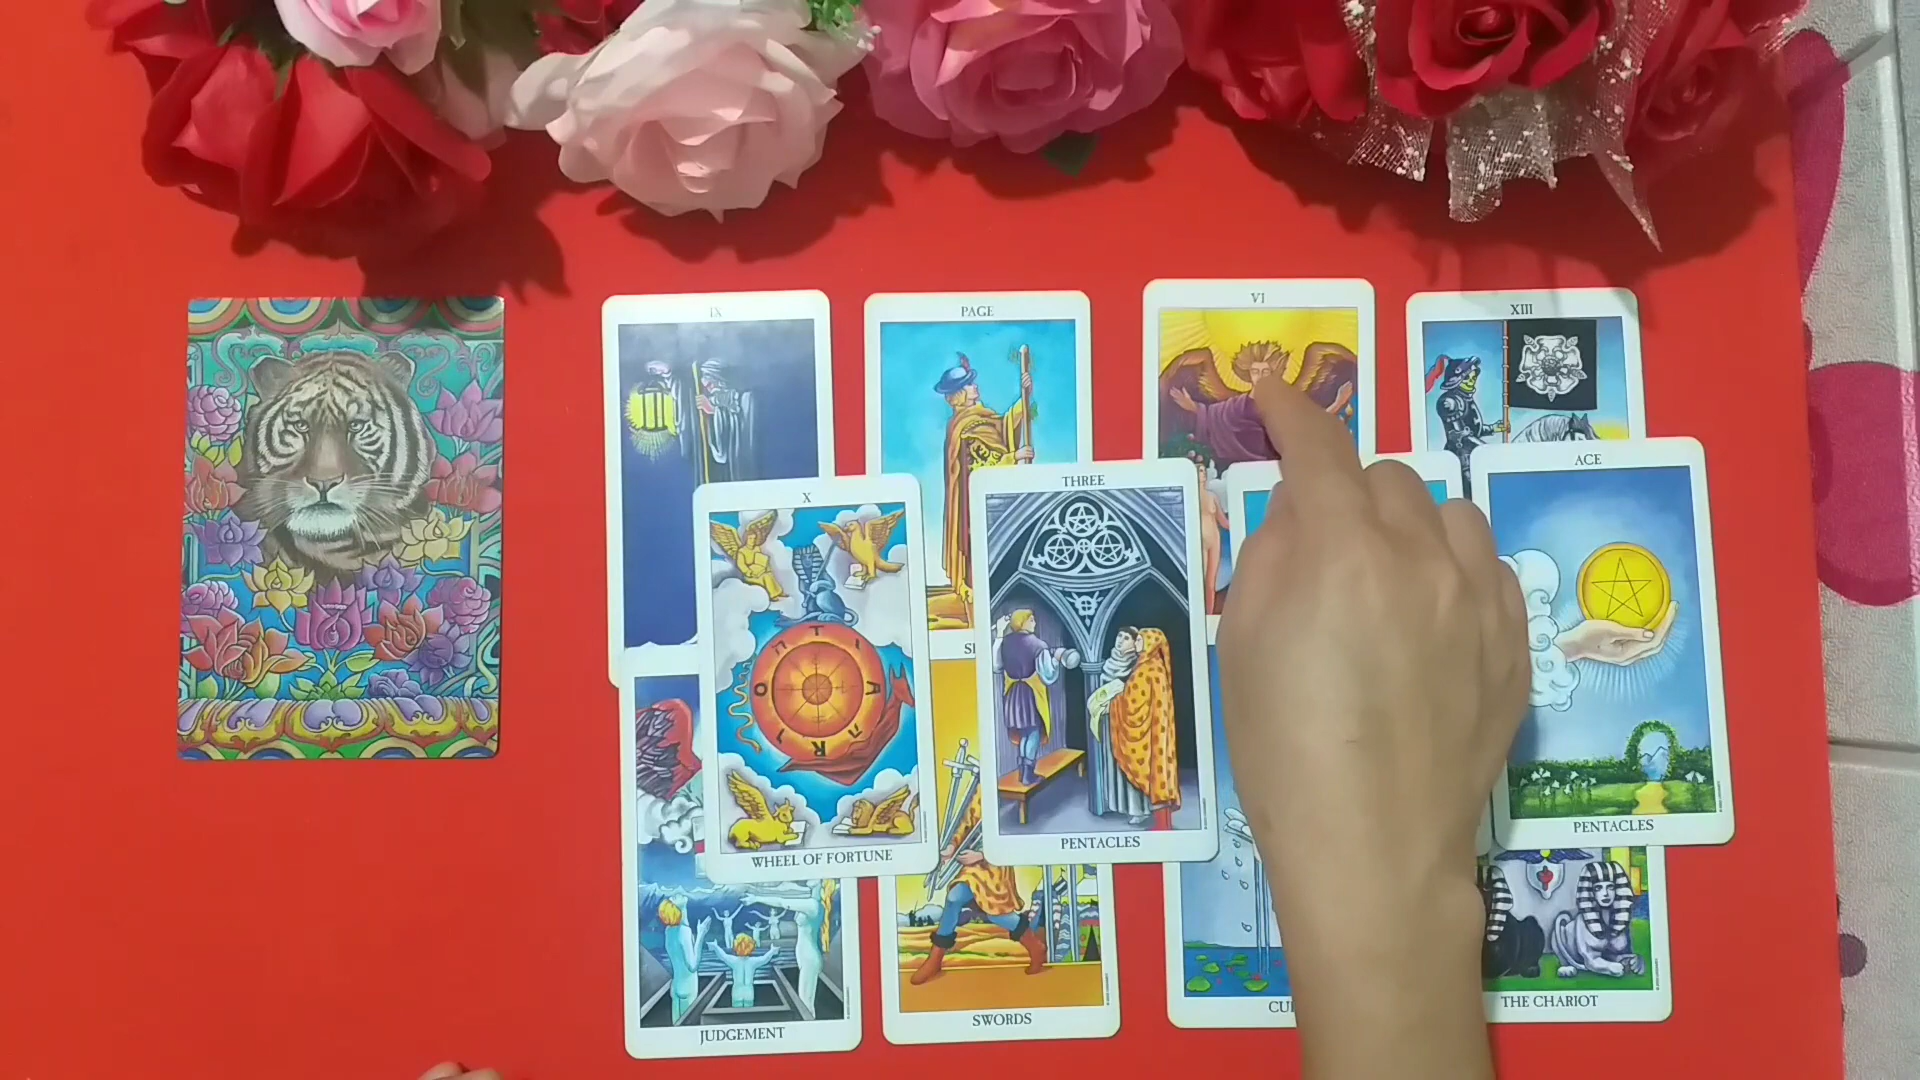 IX
PAGE
VI
XIII
ACE
THREE
X
PENTACLES
WHEEL OF FORTUNE
PENTACLES
THE CHARIOT
SWORDS
JUDGEMENT